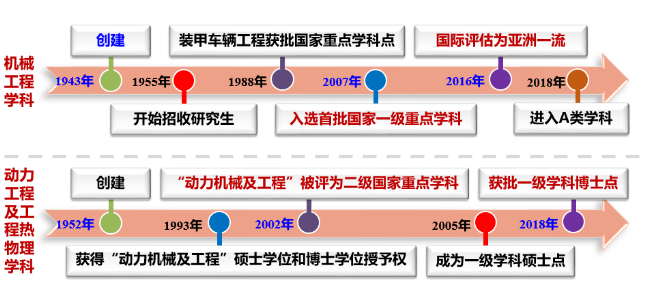 机械
工程
学科
创建
装甲车辆工程获批国家重点学科点
国际评估为亚洲一流
1943年
1955年
1988年
2007年
2016年
2018年
开始招收研究生
入选首批国家一级重点学科
进入A类学科
动力
工程
及工
程热
物理
学科
创建
“动力机械及工程”被评为二级国家重点学科
获批一级学科博士点
1952年
1993年
2002年
2005年
2018年
获得“动力机械及工程”硕士学位和博士学位授予权
成为一级学科硕士点